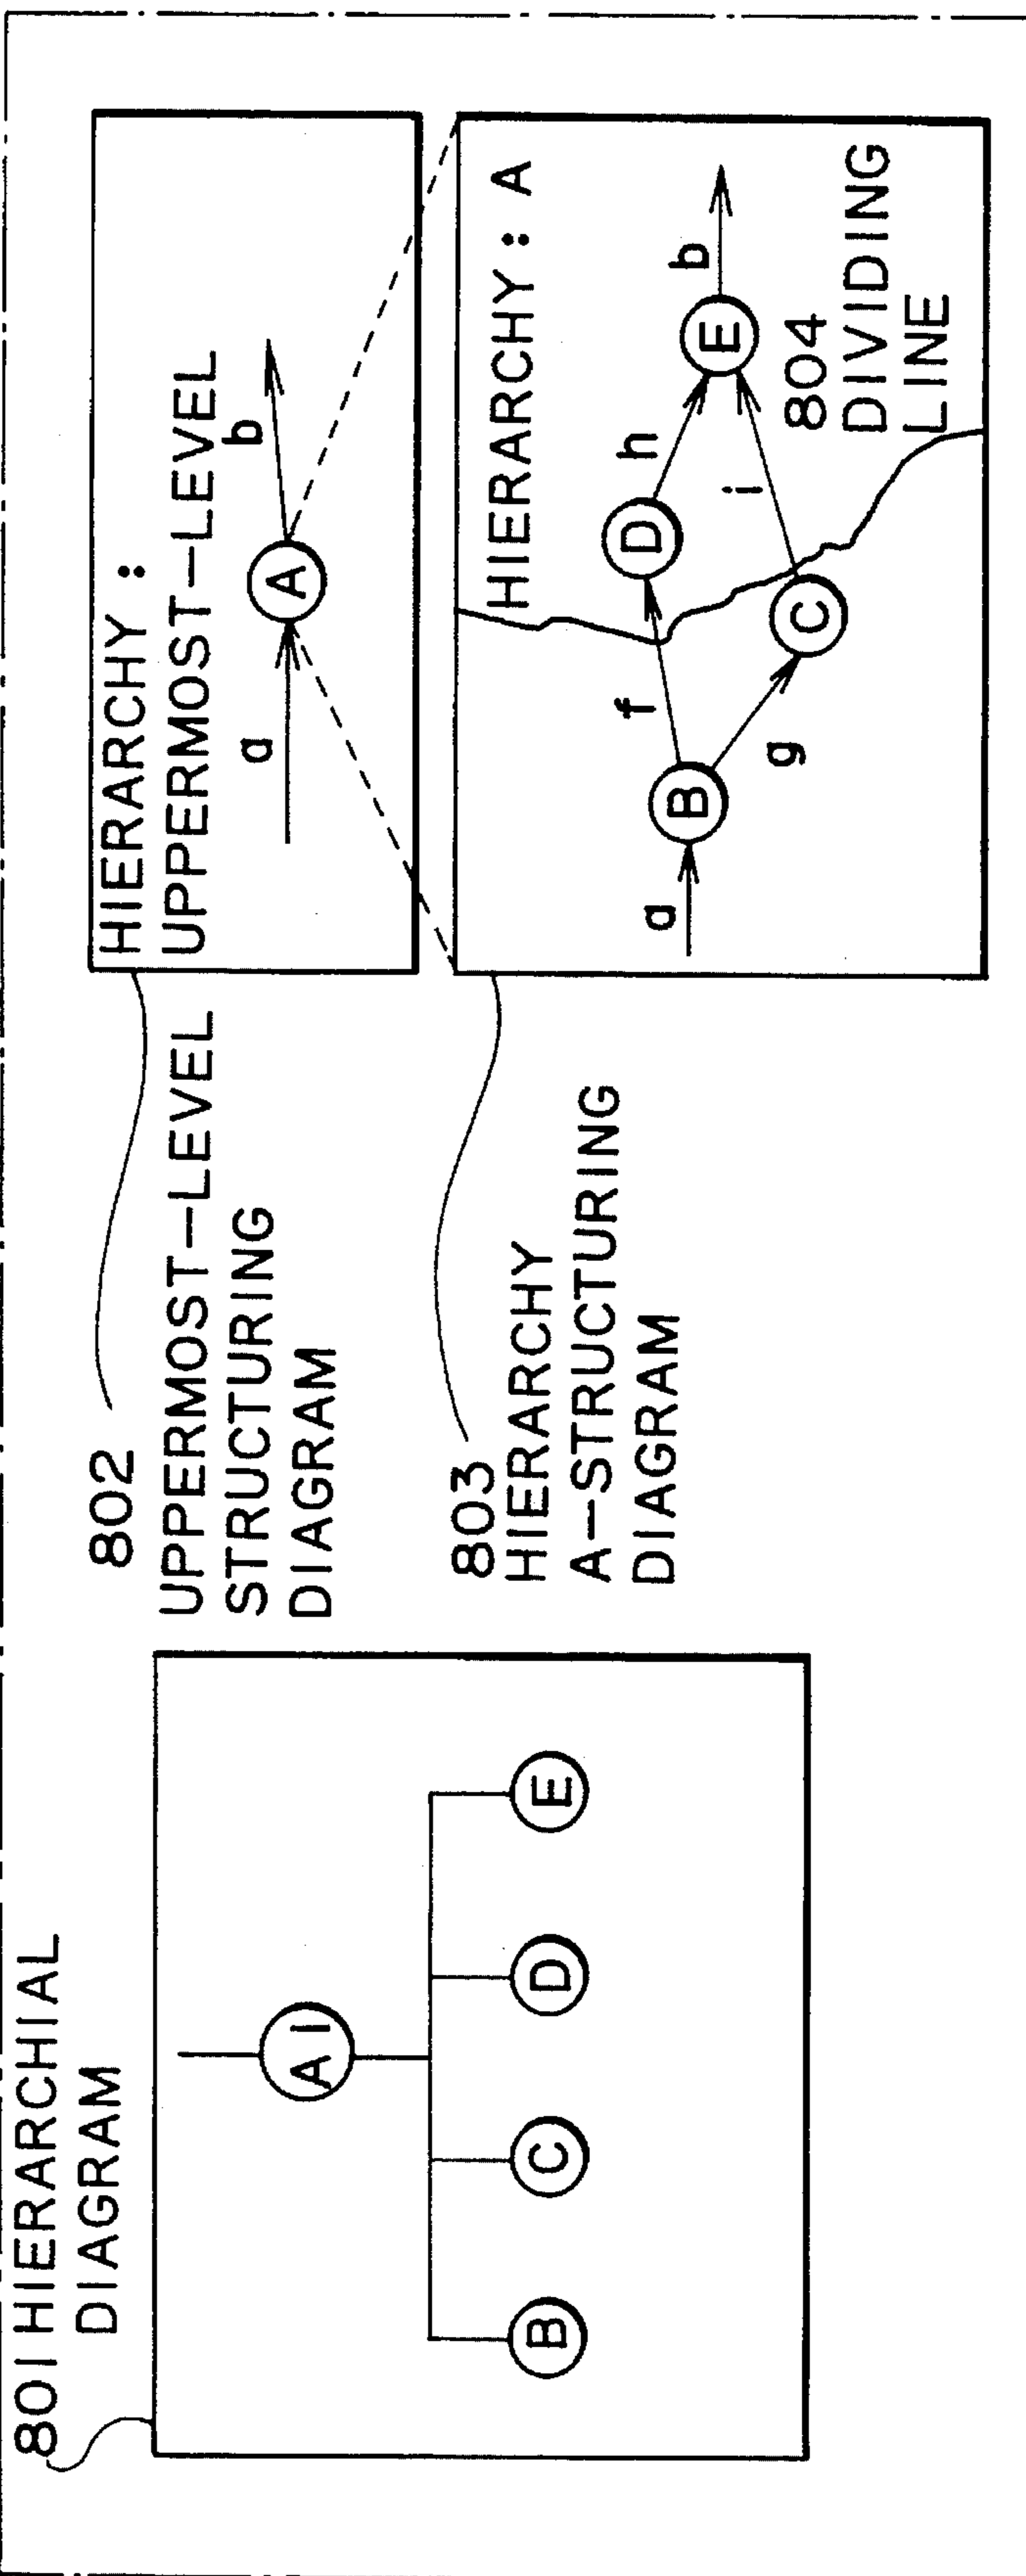 801 HIERARCHIAL
DIAGRAM
A1
B
C
D
E
802
UPPERMOST-LEVEL
STRUCTURING
DIAGRAM
HIERARCHY :
UPPERMOST-LEVEL
a
A
b
803
HIERARCHY
A-STRUCTURING
DIAGRAM
HIERARCHY : A
a
B
f
g
D
C
h
i
E
b
804
DIVIDING
LINE